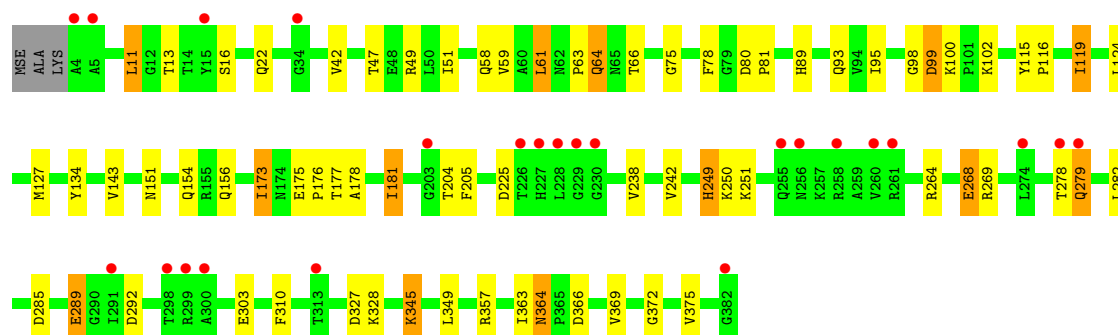 MSE ALA LYS A4 A5 L11 G12 T13 T14 Y15 S16 Q22 G34 V42 T47 E48 R49 L50 I51 Q58 V59 A60 L61 N62 P63 Q64 N65 T66 G75 F78 G79 D80 P81 H89 Q93 V94 I95 G98 D99 K100 P101 K102 Y115 P116 I119
M127 Y134 V143 N151 Q154 R155 Q156 I173 N174 E175 P176 T177 A178 I181 G203 T204 F205 D225 T226 H227 L228 G229 G230 V238 V242 H249 K250 K251 Q255 N256 K257 R258 A259 V260 R261 R264 E268 R269 L274 T278 Q279
D285 E289 G290 I291 D292 T298 R299 A300 E303 F310 T313 D327 K328 K345 L349 R357 I363 N364 P365 D366 V369 G372 V375 G382